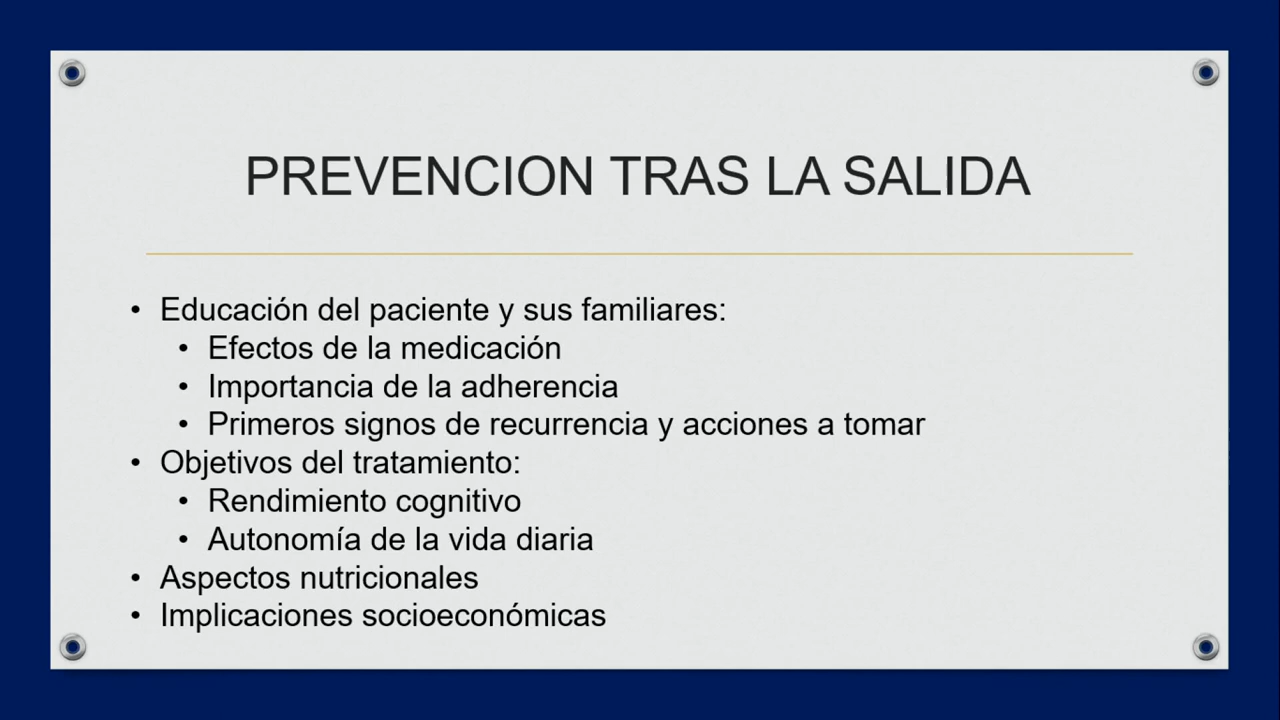 PREVENCION TRAS LA SALIDA
• Educación del paciente y sus familiares:
• Efectos de la medicación
• Importancia de la adherencia
• Primeros signos de recurrencia y acciones a tomar
• Objetivos del tratamiento:
• Rendimiento cognitivo
• Autonomía de la vida diaria
• Aspectos nutricionales
• Implicaciones socioeconómicas